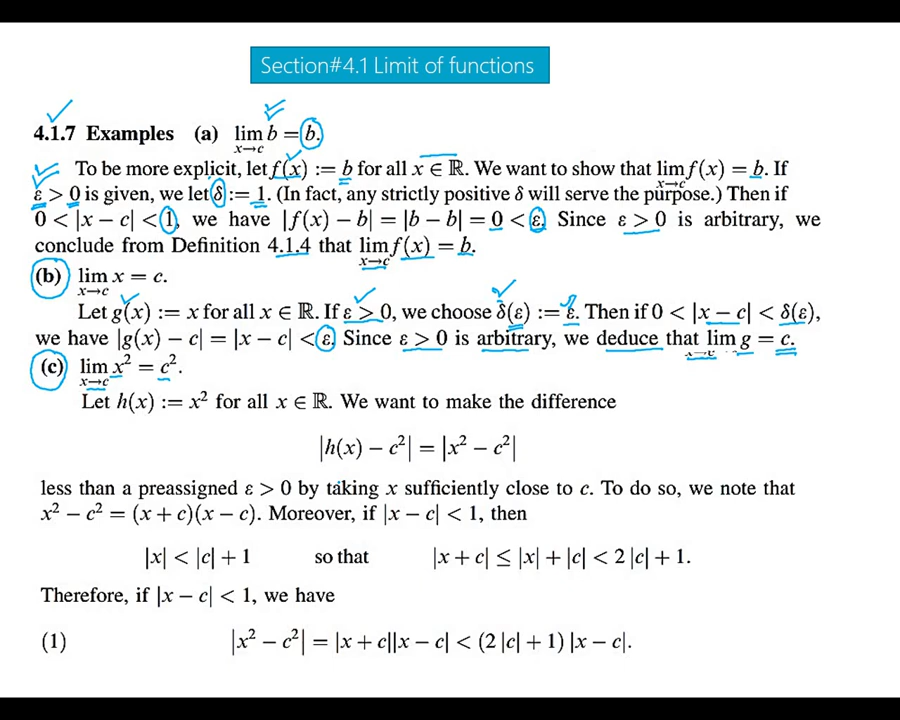 Section#4.1 Limit of functions
4.1.7 Examples (a) lim b = b.
x→c
To be more explicit, let f(x) := b for all x ∈ ℝ. We want to show that lim f(x) = b. If
x→c
ε > 0 is given, we let δ := 1. (In fact, any strictly positive δ will serve the purpose.) Then if
0 < |x − c| < 1, we have |f(x) − b| = |b − b| = 0 < ε. Since ε > 0 is arbitrary, we
conclude from Definition 4.1.4 that lim f(x) = b.
x→c
(b) lim x = c.
x→c
Let g(x) := x for all x ∈ ℝ. If ε > 0, we choose δ(ε) := ε. Then if 0 < |x − c| < δ(ε),
we have |g(x) − c| = |x − c| < ε. Since ε > 0 is arbitrary, we deduce that lim g = c.
x→c
(c) lim x² = c².
x→c
Let h(x) := x² for all x ∈ ℝ. We want to make the difference
|h(x) − c²| = |x² − c²|
less than a preassigned ε > 0 by taking x sufficiently close to c. To do so, we note that
x² − c² = (x + c)(x − c). Moreover, if |x − c| < 1, then
|x| < |c| + 1 so that |x + c| ≤ |x| + |c| < 2|c| + 1.
Therefore, if |x − c| < 1, we have
(1) |x² − c²| = |x + c||x − c| < (2|c| + 1)|x − c|.